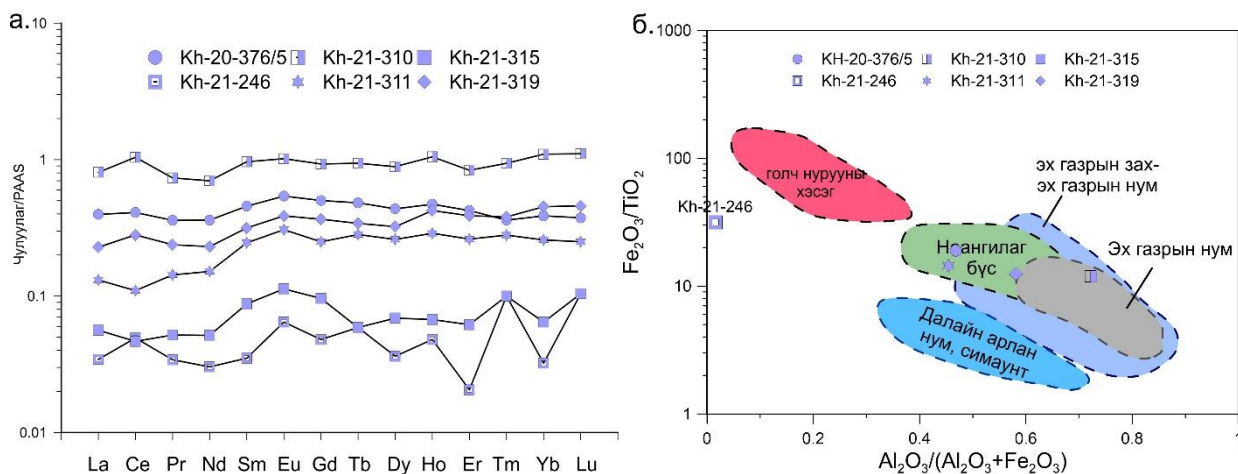 а.
Чулуулаг/PAAS
10
1
0.1
0.01
Kh-20-376/5 Kh-21-310 Kh-21-315
Kh-21-246 Kh-21-311 Kh-21-319
La Ce Pr Nd Sm Eu Gd Tb Dy Ho Er Tm Yb Lu
б.
Fe₂O₃/TiO₂
1000
100
10
1
KH-20-376/5 Kh-21-310 Kh-21-315
Kh-21-246 Kh-21-311 Kh-21-319
голч нурууны
хэсэг
эх газрын зах-
эх газрын нум
Kh-21-246
бүс
Эх газрын нум
Далайн арлан
нум, симаунт
0 0.2 0.4 0.6 0.8 1
Al₂O₃/(Al₂O₃+Fe₂O₃)